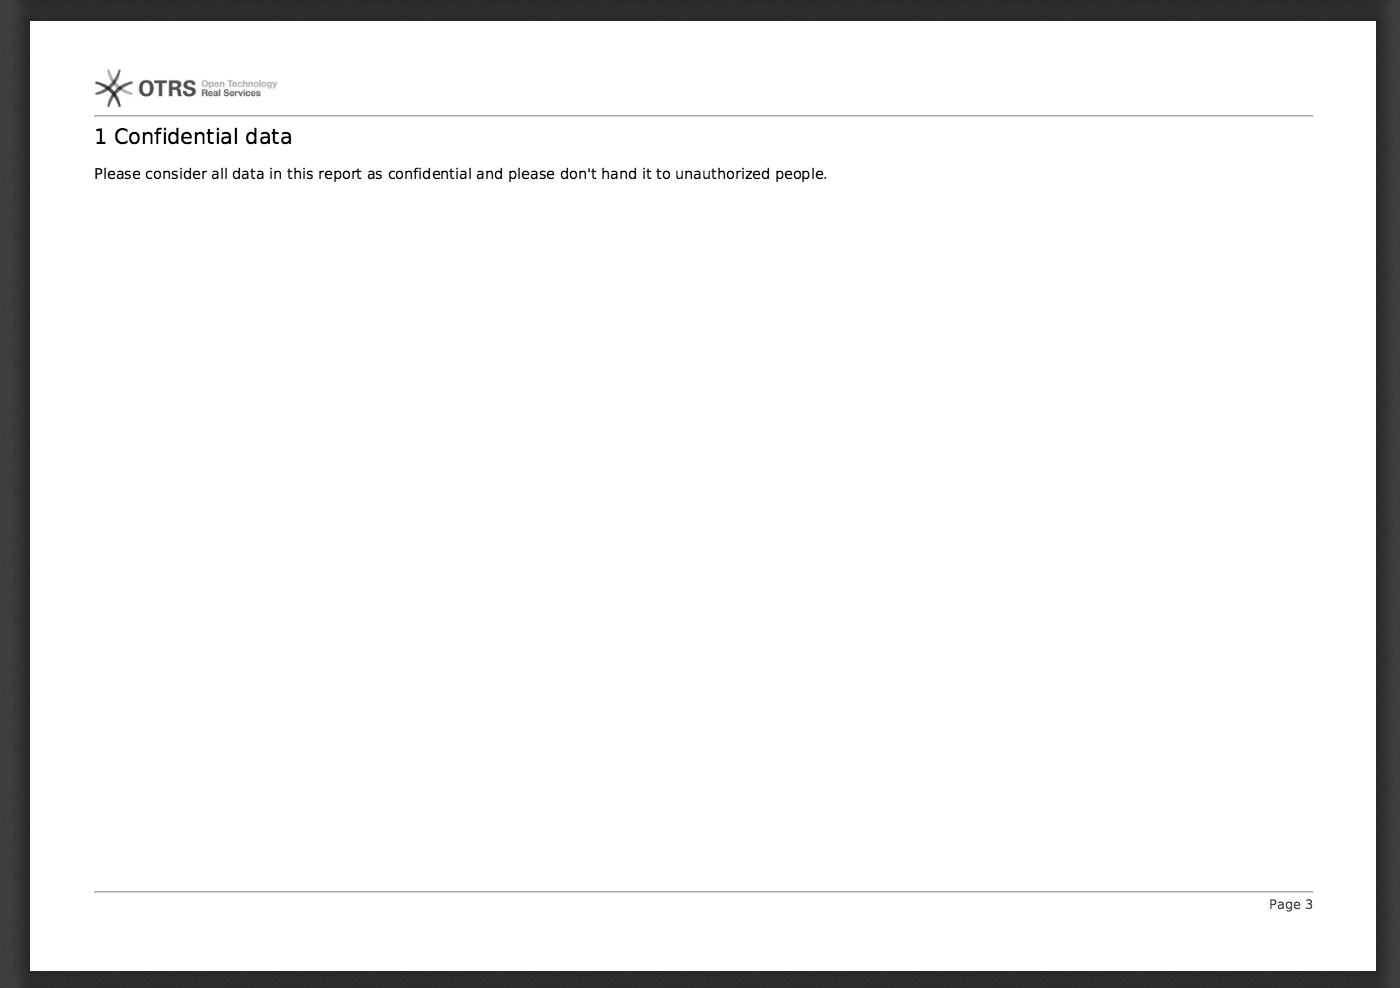 OTRS Open Technology
Real Services
1 Confidential data
Please consider all data in this report as confidential and please don't hand it to unauthorized people.
Page 3